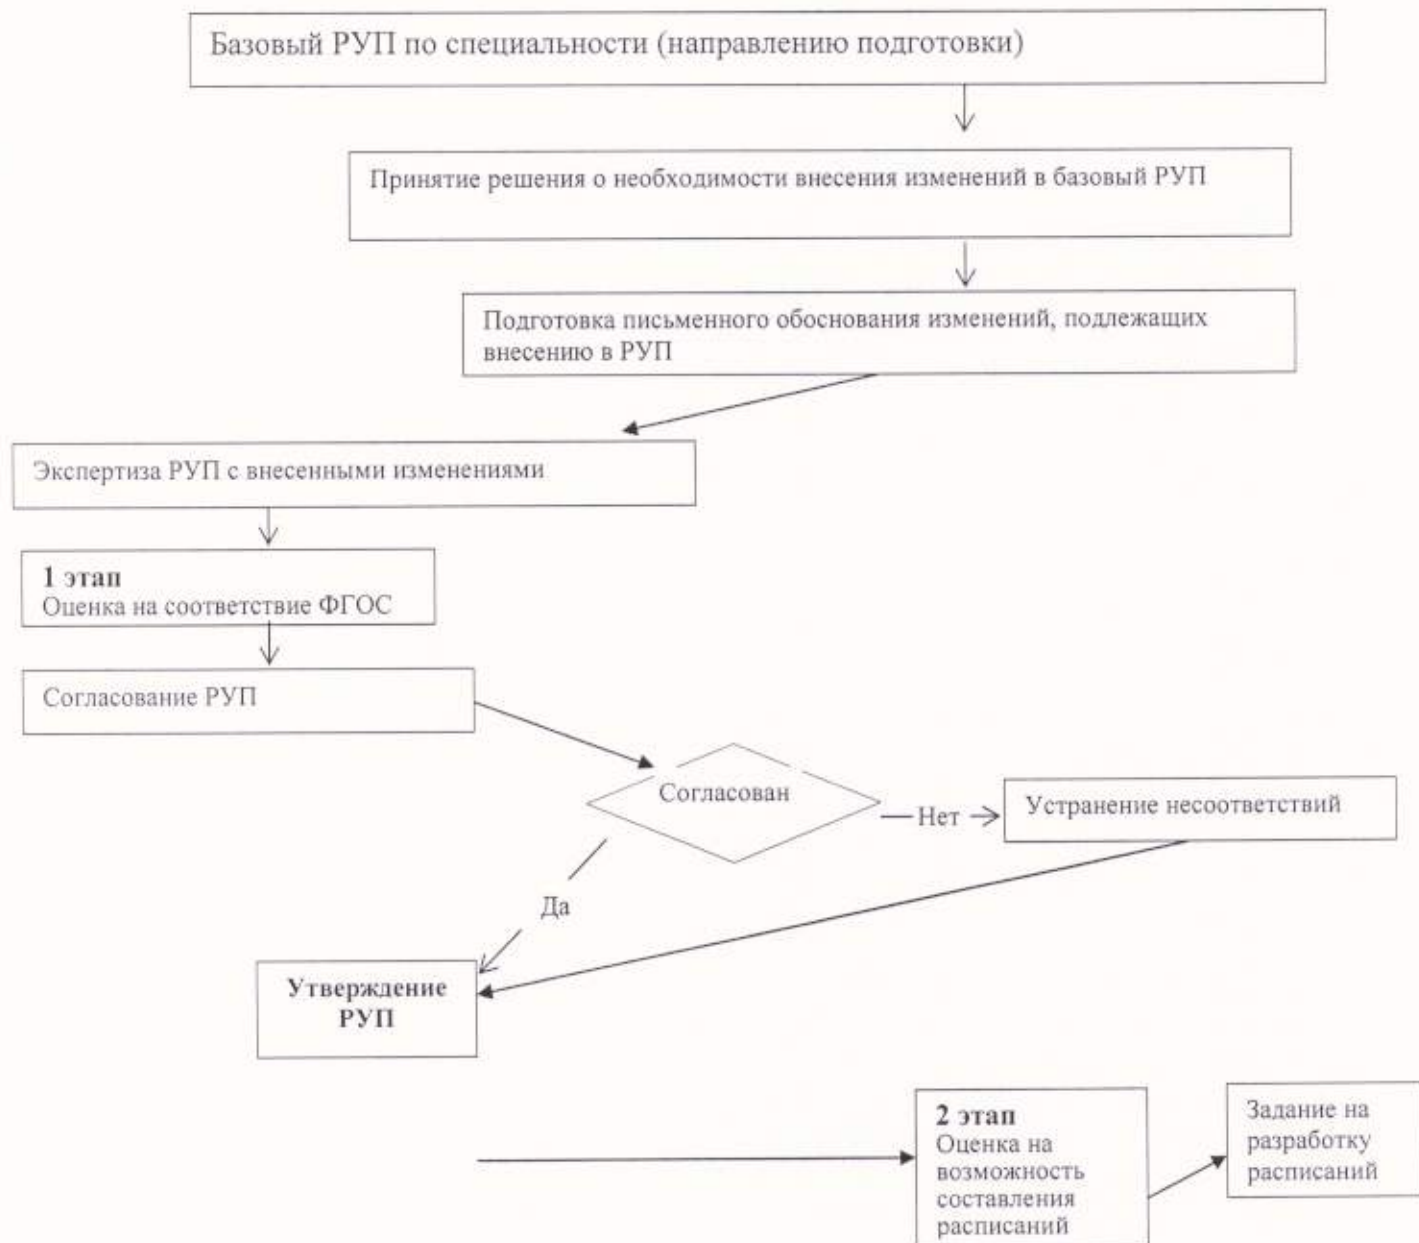 Базовый РУП по специальности (направлению подготовки)
Принятие решения о необходимости внесения изменений в базовый РУП
Подготовка письменного обоснования изменений, подлежащих
внесению в РУП
Экспертиза РУП с внесенными изменениями
1 этап
Оценка на соответствие ФГОС
Согласование РУП
Согласован
Нет
Устранение несоответствий
Да
Утверждение
РУП
2 этап
Оценка на
возможность
составления
расписаний
Задание на
разработку
расписаний